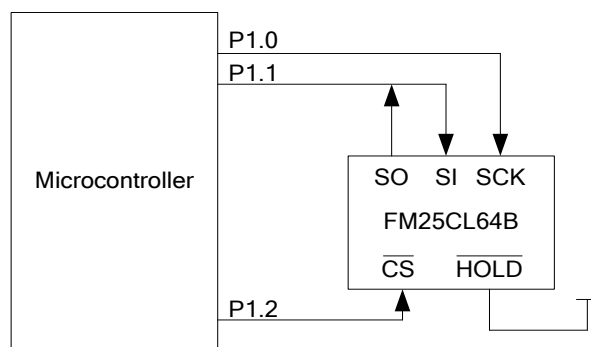 P1.0
P1.1
Microcontroller
SO SI SCK
FM25CL64B
CS HOLD
P1.2